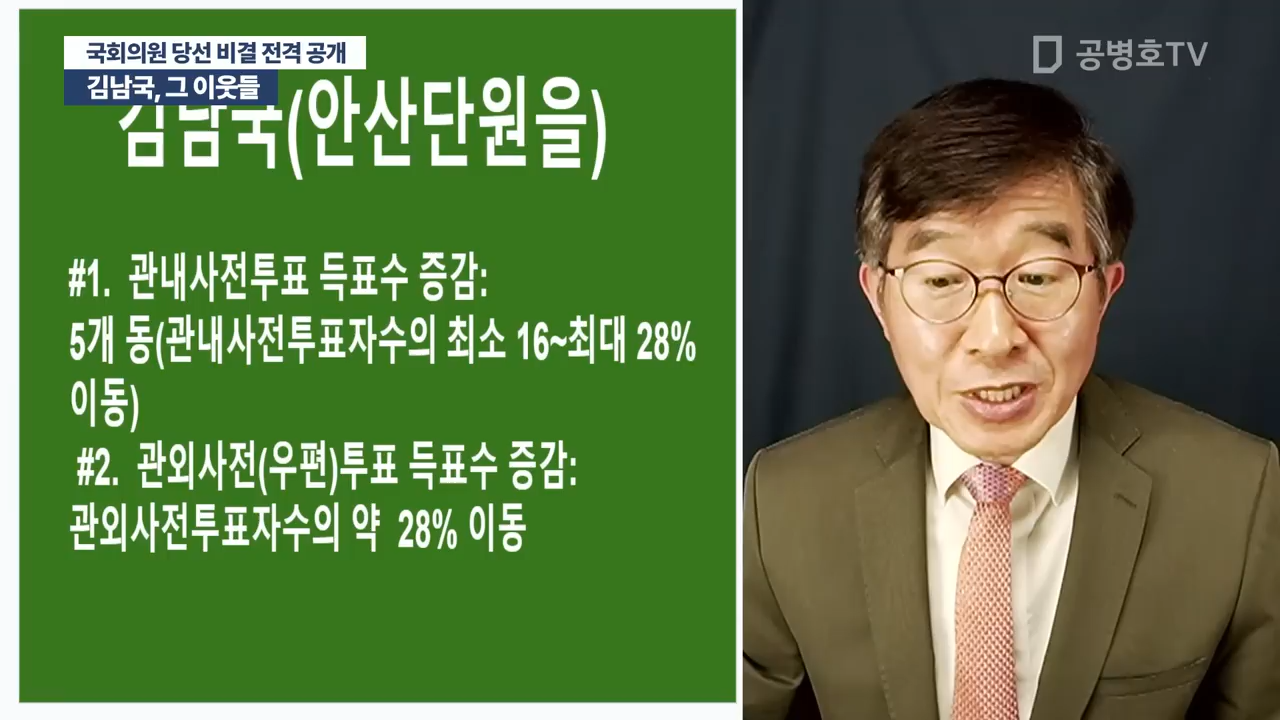 국회의원 당선 비결 전격 공개
김남국, 그 이웃들
공병호TV
김남국(안산단원을)
#1. 관내사전투표 득표수 증감:
5개 동(관내사전투표자수의 최소 16~최대 28%
이동)
#2. 관외사전(우편)투표 득표수 증감:
관외사전투표자수의 약 28% 이동